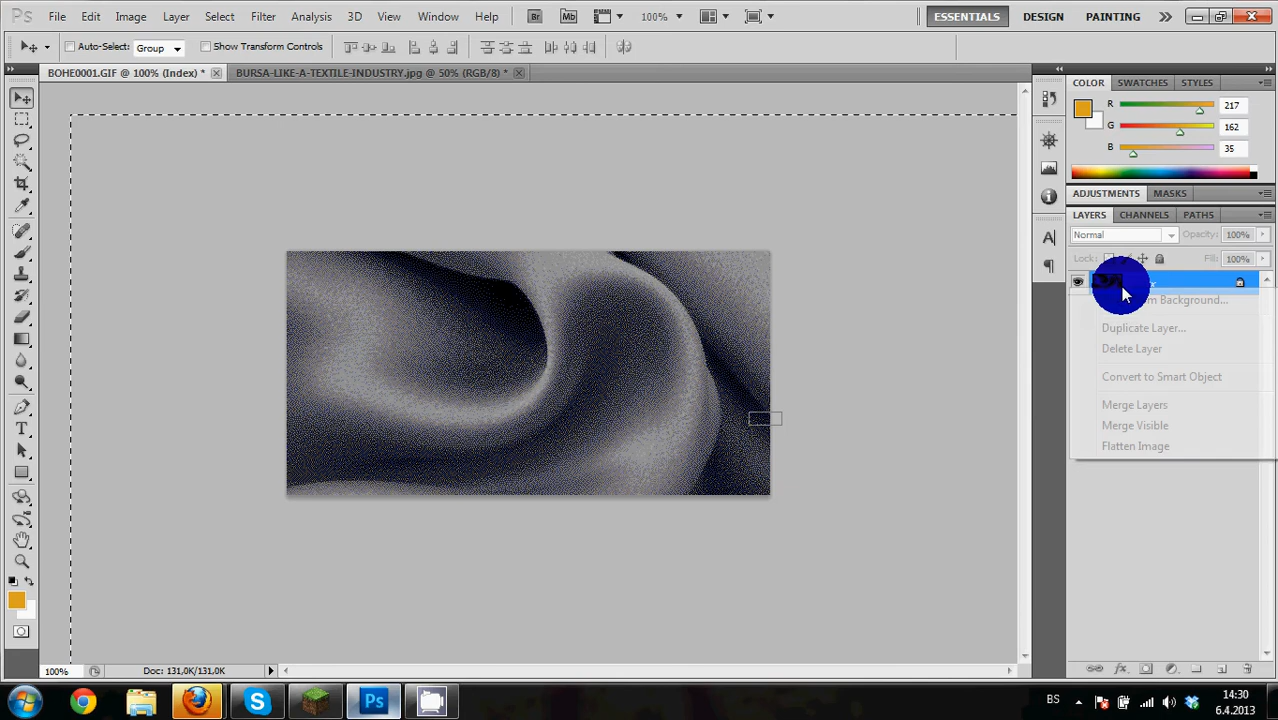 Ps File Edit Image Layer Select Filter Analysis 3D View Window Help Br Mb 100% ESSENTIALS DESIGN PAINTING
Auto-Select: Group Show Transform Controls
BOHE0001.GIF @ 100% (Index) * BURSA-LIKE-A-TEXTILE-INDUSTRY.jpg @ 50% (RGB/8) *
COLOR SWATCHES STYLES
R 217
G 162
B 35
ADJUSTMENTS MASKS
LAYERS CHANNELS PATHS
Normal Opacity: 100%
Lock: Fill: 100%
Background...
Duplicate Layer...
Delete Layer
Convert to Smart Object
Merge Layers
Merge Visible
Flatten Image
100% Doc: 131,0K/131,0K
BS 14:30
6.4.2013